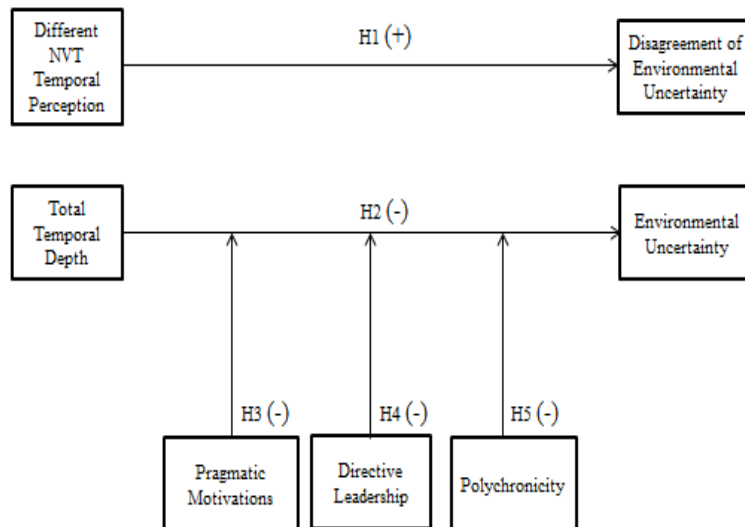 Different
NVT
Temporal
Perception
H1 (+)
Disagreement of
Environmental
Uncertainty
Total
Temporal
Depth
H2 (-)
Environmental
Uncertainty
H3 (-)
H4 (-)
H5 (-)
Pragmatic
Motivations
Directive
Leadership
Polychronicity